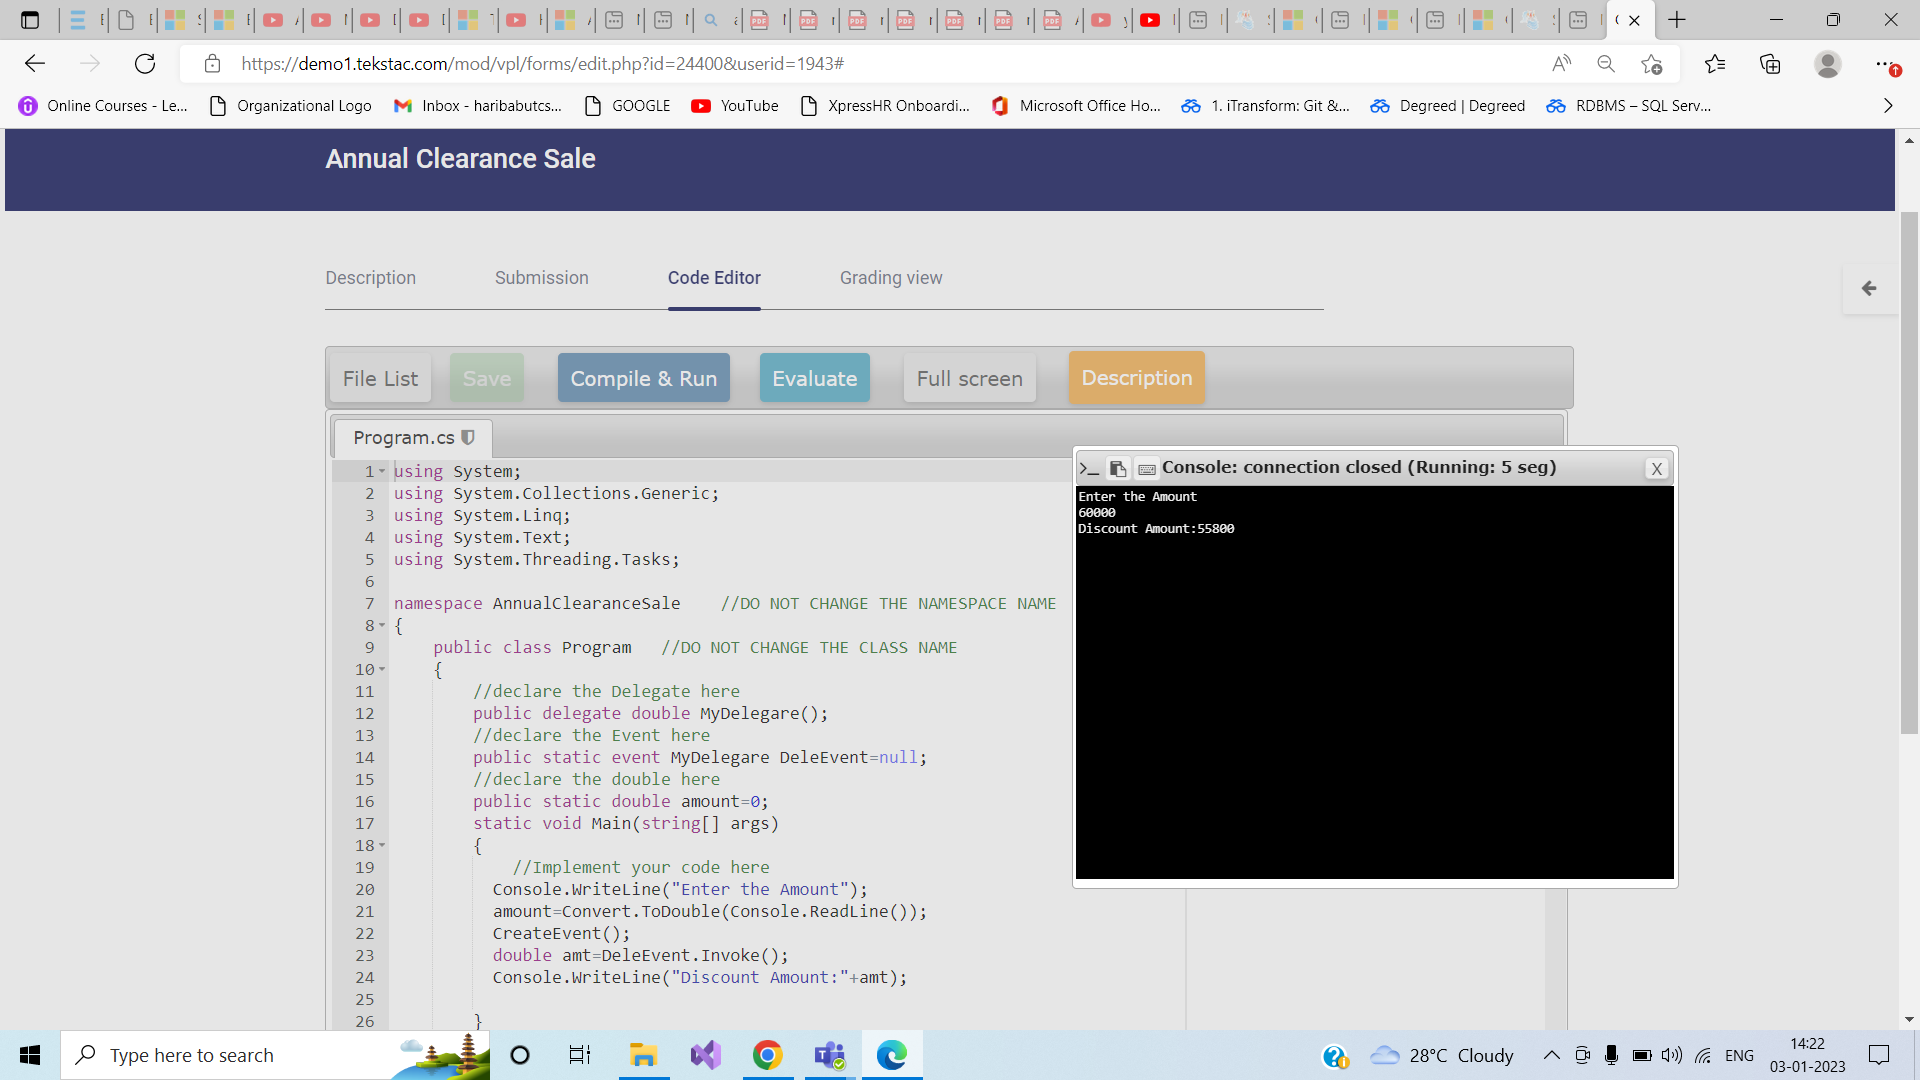 https://demo1.tekstac.com/mod/vpl/forms/edit.php?id=24400&userid=1943#
Online Courses - Le...
Organizational Logo
Inbox - haribabutcs...
GOOGLE
YouTube
XpressHR Onboardi...
Microsoft Office Ho...
1. iTransform: Git &...
Degreed | Degreed
RDBMS – SQL Serv...
Annual Clearance Sale
Description
Submission
Code Editor
Grading view
File List
Save
Compile & Run
Evaluate
Full screen
Description
Program.cs
1 using System;
2 using System.Collections.Generic;
3 using System.Linq;
4 using System.Text;
5 using System.Threading.Tasks;
6
7 namespace AnnualClearanceSale    //DO NOT CHANGE THE NAMESPACE NAME
8 {
9     public class Program   //DO NOT CHANGE THE CLASS NAME
10     {
11         //declare the Delegate here
12         public delegate double MyDelegare();
13         //declare the Event here
14         public static event MyDelegare DeleEvent=null;
15         //declare the double here
16         public static double amount=0;
17         static void Main(string[] args)
18         {
19             //Implement your code here
20           Console.WriteLine("Enter the Amount");
21           amount=Convert.ToDouble(Console.ReadLine());
22           CreateEvent();
23           double amt=DeleEvent.Invoke();
24           Console.WriteLine("Discount Amount:"+amt);
25
26         }
Console: connection closed (Running: 5 seg)
X
Enter the Amount
60000
Discount Amount:55800
Type here to search
28°C Cloudy
ENG
14:22
03-01-2023